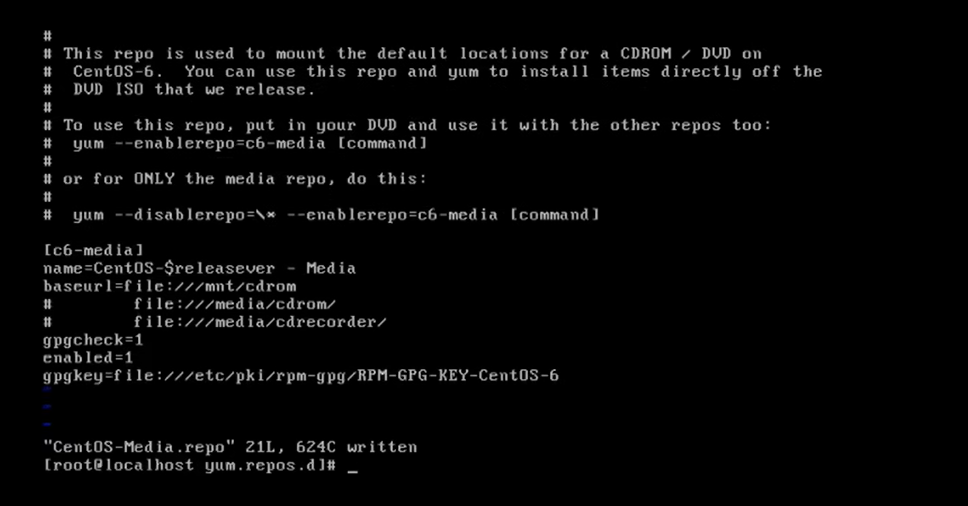 #
# This repo is used to mount the default locations for a CDROM / DVD on
#  CentOS-6.  You can use this repo and yum to install items directly off the
#  DVD ISO that we release.
#
# To use this repo, put in your DVD and use it with the other repos too:
#  yum --enablerepo=c6-media [command]
#
# or for ONLY the media repo, do this:
#
#  yum --disablerepo=\* --enablerepo=c6-media [command]

[c6-media]
name=CentOS-$releasever - Media
baseurl=file:///mnt/cdrom
#        file:///media/cdrom/
#        file:///media/cdrecorder/
gpgcheck=1
enabled=1
gpgkey=file:///etc/pki/rpm-gpg/RPM-GPG-KEY-CentOS-6
~
~
~
"CentOS-Media.repo" 21L, 624C written
[root@localhost yum.repos.d]# _